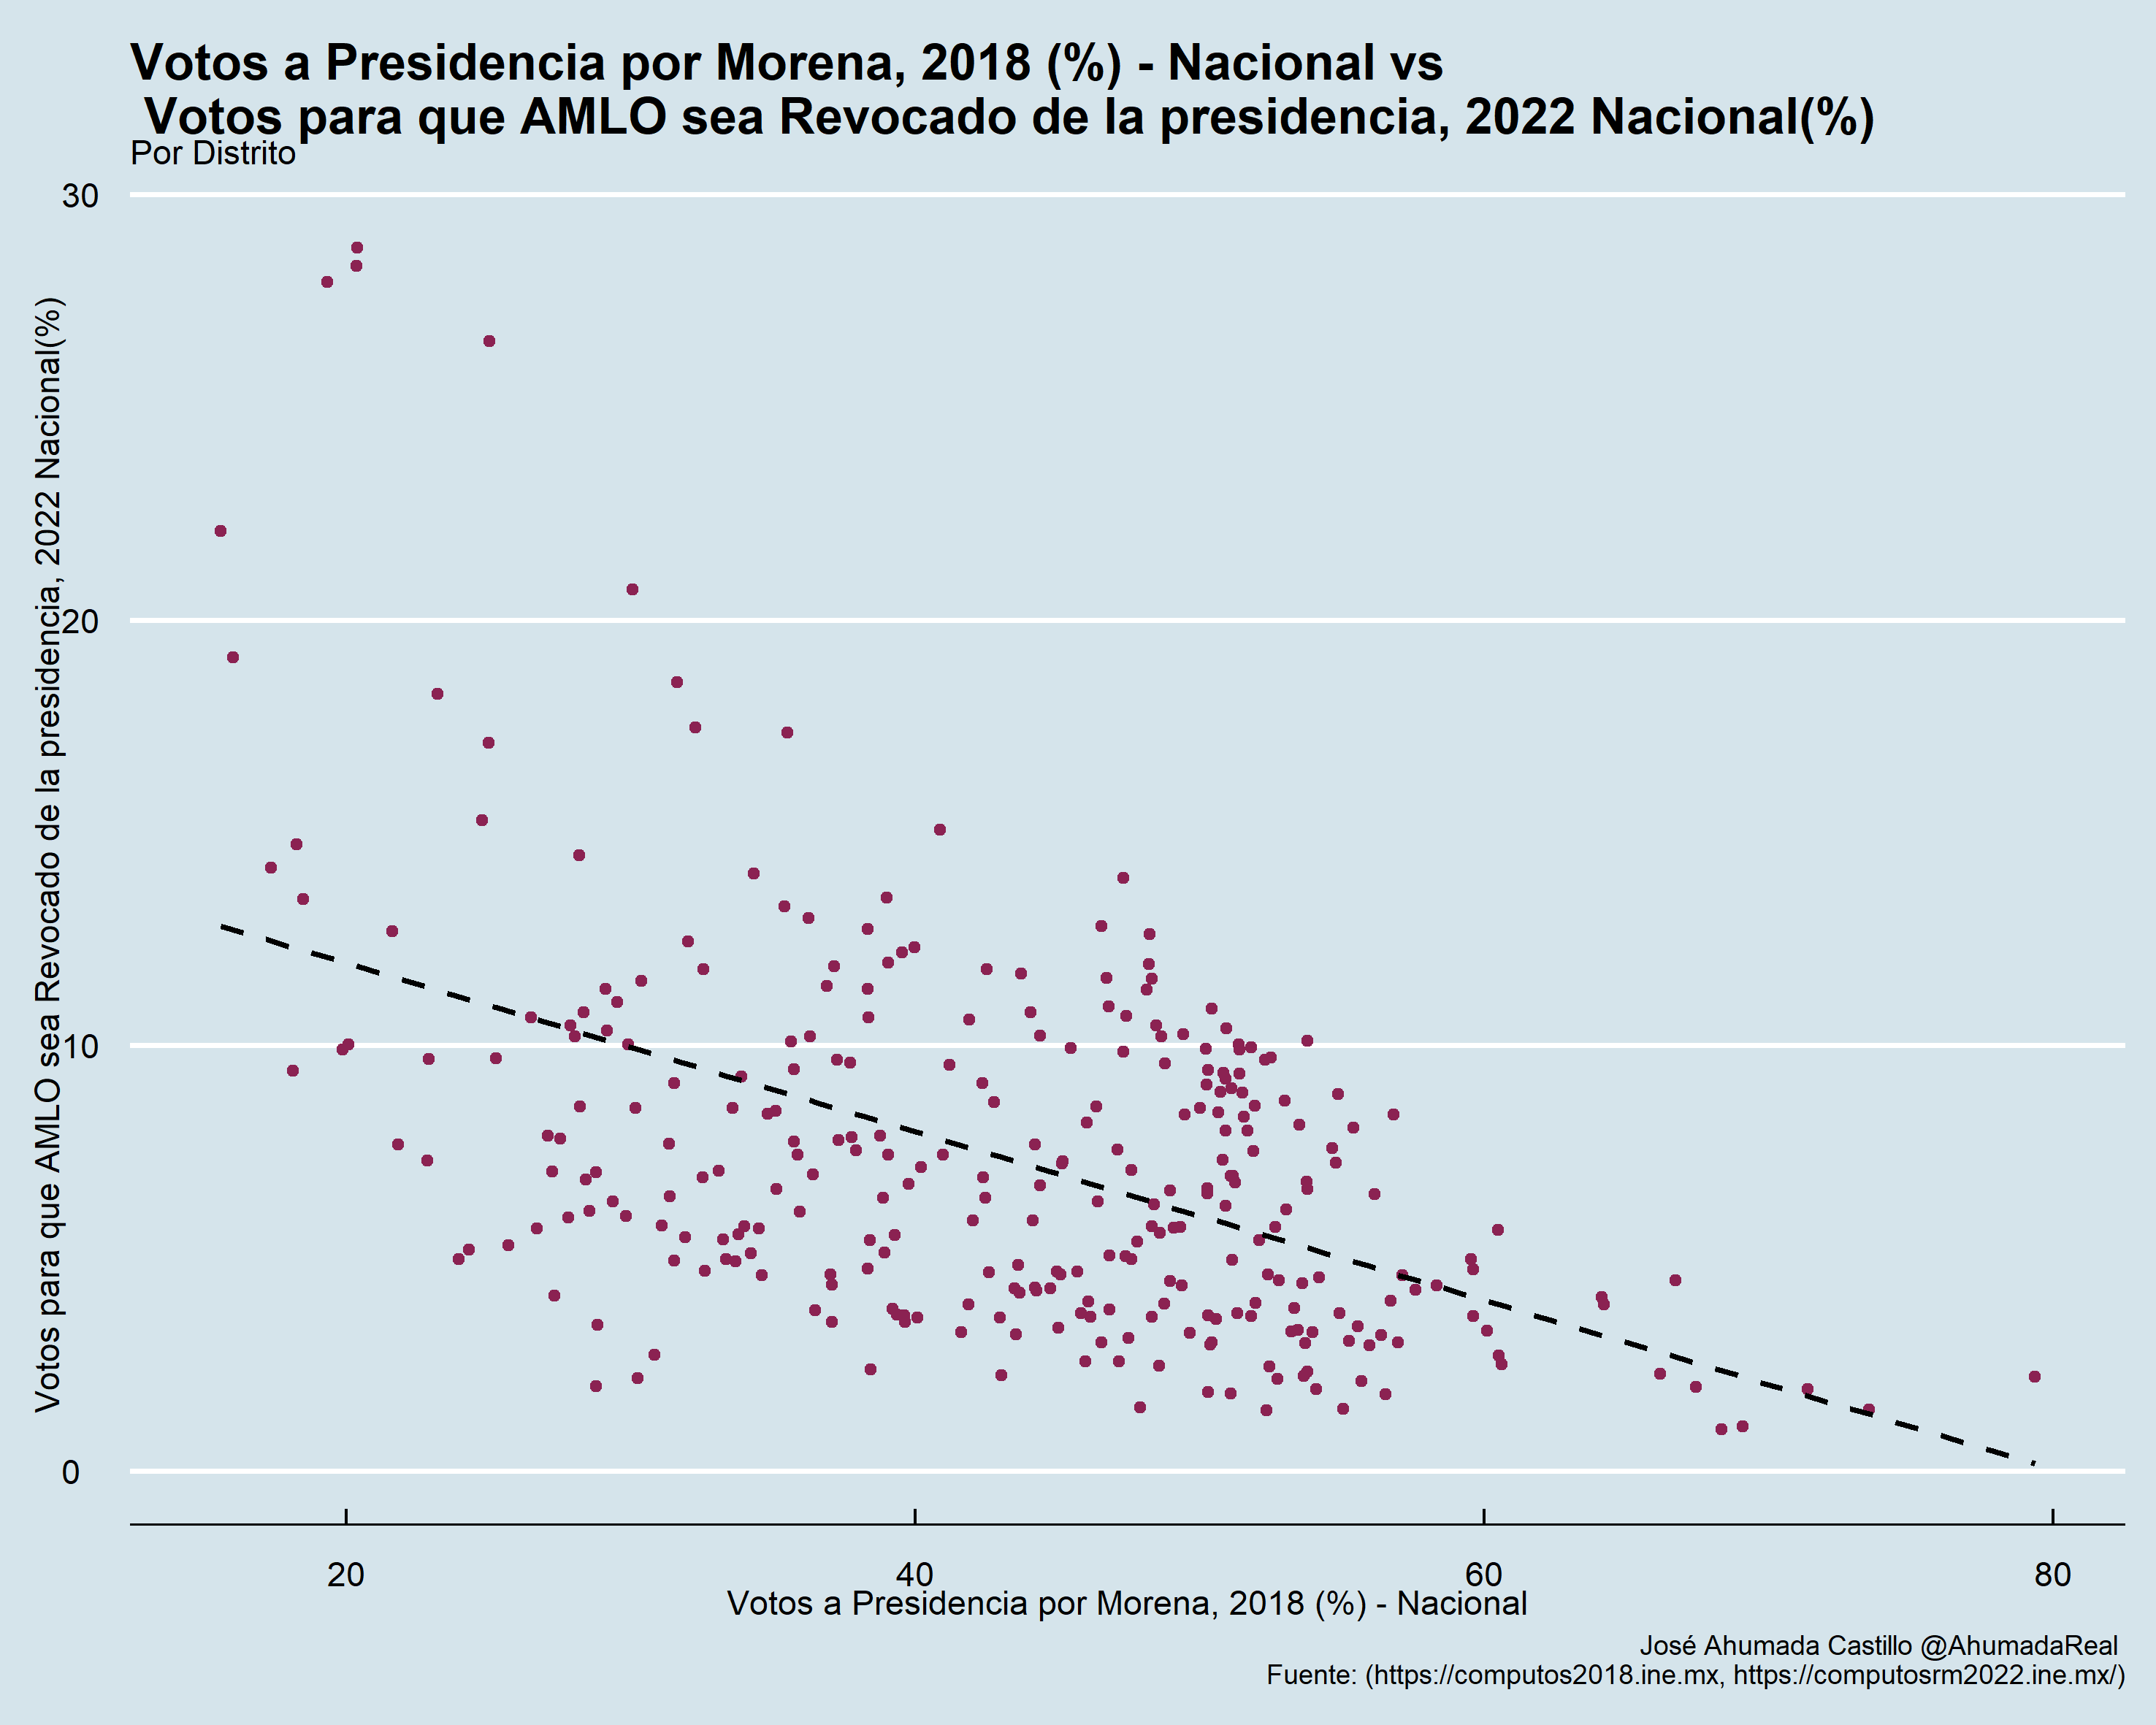 Votos a Presidencia por Morena, 2018 (%) - Nacional vs
Votos para que AMLO sea Revocado de la presidencia, 2022 Nacional(%)
Por Distrito
Votos para que AMLO sea Revocado de la presidencia, 2022 Nacional(%)
30
20
10
0
20 40 60 80
Votos a Presidencia por Morena, 2018 (%) - Nacional
José Ahumada Castillo @AhumadaReal
Fuente: (https://computos2018.ine.mx, https://computosrm2022.ine.mx/)